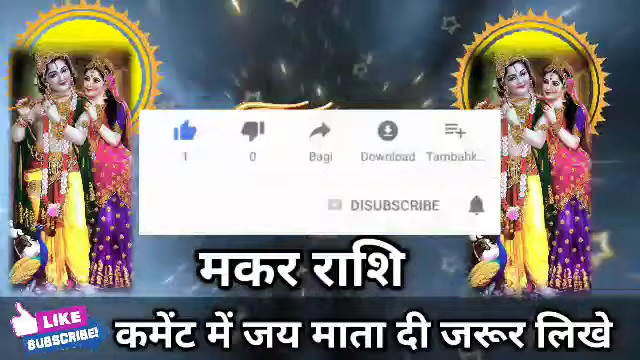 1 0 Bagi Download Tambahk...
DISUBSCRIBE
मकर राशि
LIKE
SUBSCRIBE!
कमेंट में जय माता दी जरूर लिखे